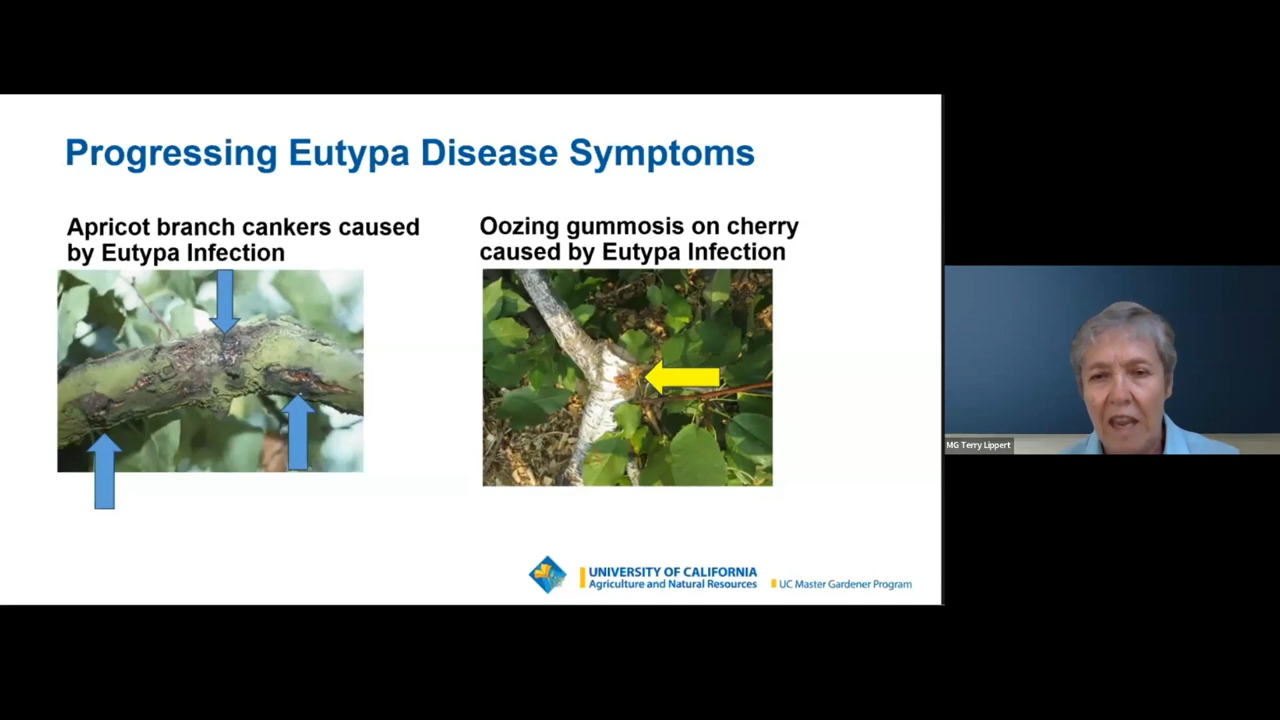 Progressing Eutypa Disease Symptoms
Apricot branch cankers caused
by Eutypa Infection
Oozing gummosis on cherry
caused by Eutypa Infection
UNIVERSITY OF CALIFORNIA
Agriculture and Natural Resources
UC Master Gardener Program
MG Terry Lippert